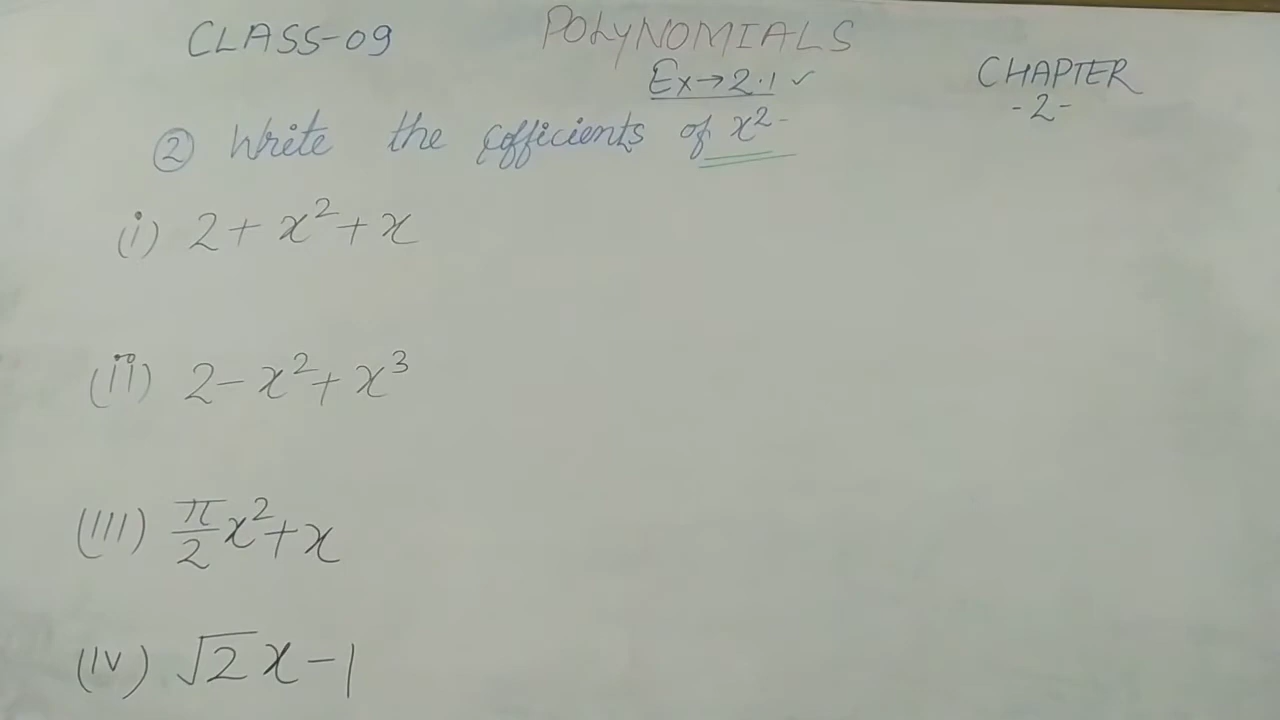 CLASS-09 POLYNOMIALS
Ex→2.1 ✓
CHAPTER
-2-
② Write the cofficients of x²-
(i) 2+x²+x
(ii) 2-x²+x³
(III) π/2 x²+x
(IV) √2x-1